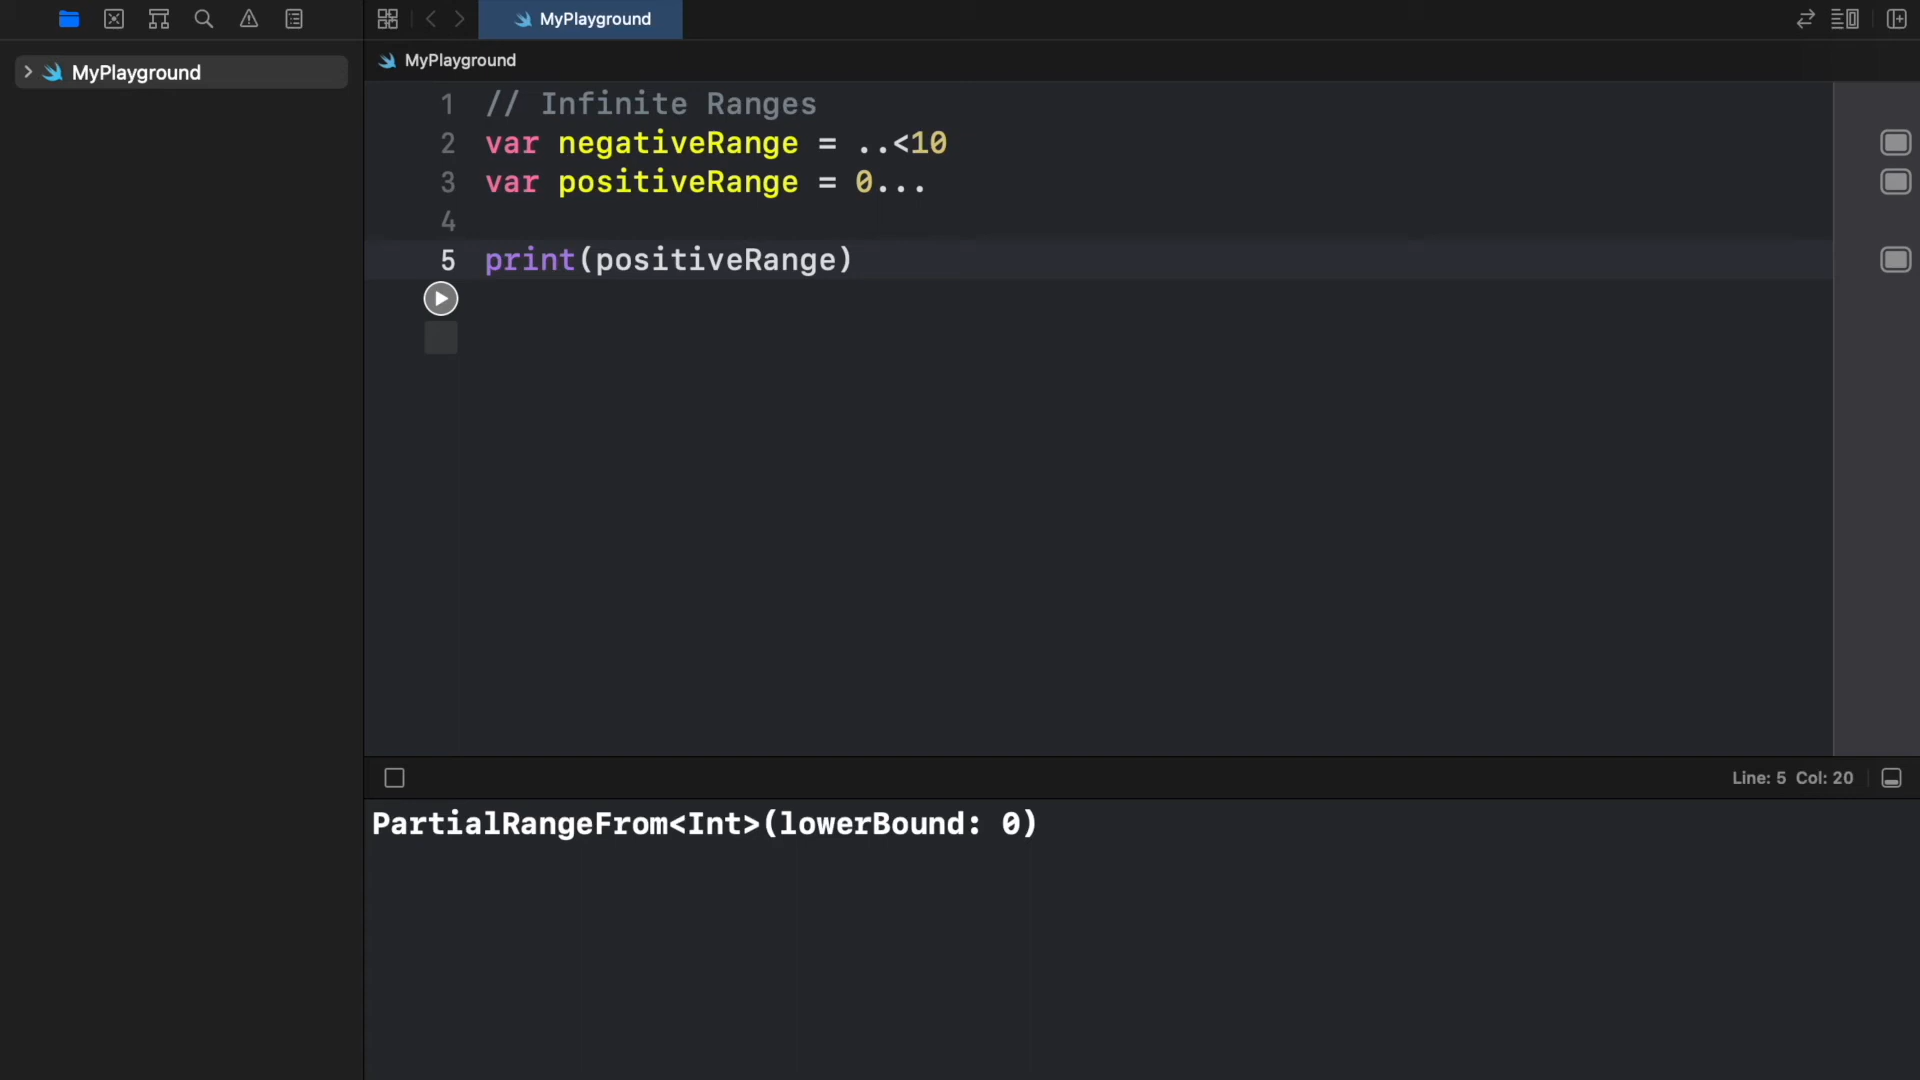 MyPlayground
MyPlayground
MyPlayground
1 // Infinite Ranges
2 var negativeRange = ..<10
3 var positiveRange = 0...
4
5 print(positiveRange)
Line: 5 Col: 20
PartialRangeFrom<Int>(lowerBound: 0)